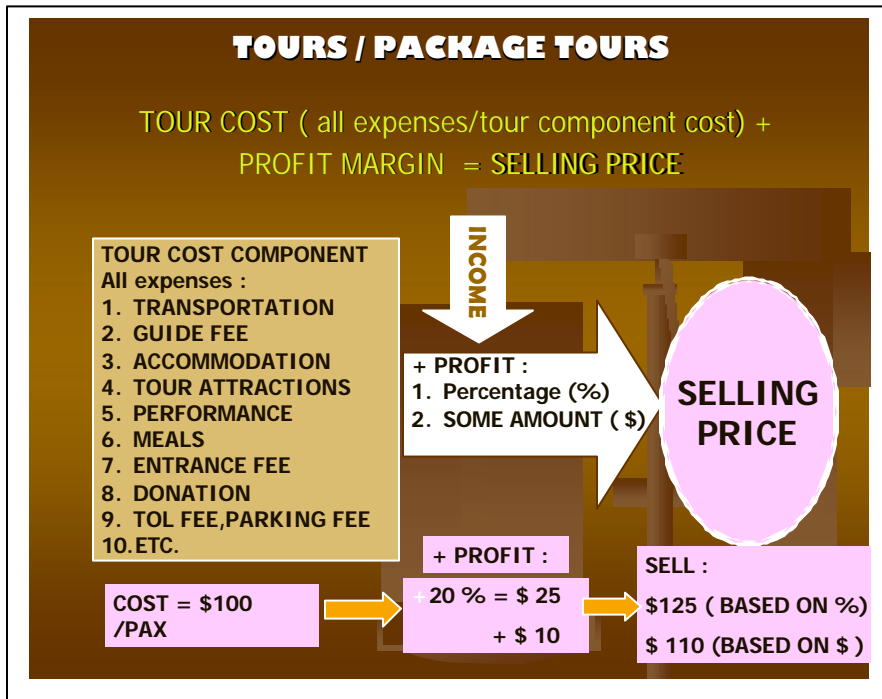 TOURS / PACKAGE TOURS
TOUR COST ( all expenses/tour component cost) +
PROFIT MARGIN = SELLING PRICE
INCOME
TOUR COST COMPONENT
All expenses :
1. TRANSPORTATION
2. GUIDE FEE
3. ACCOMMODATION
4. TOUR ATTRACTIONS
5. PERFORMANCE
6. MEALS
7. ENTRANCE FEE
8. DONATION
9. TOL FEE,PARKING FEE
10.ETC.
+ PROFIT :
1. Percentage (%)
2. SOME AMOUNT ( $)
SELLING
PRICE
COST = $100
/PAX
+ PROFIT :
+20 % = $ 25
+ $ 10
SELL :
$125 ( BASED ON %)
$ 110 (BASED ON $ )